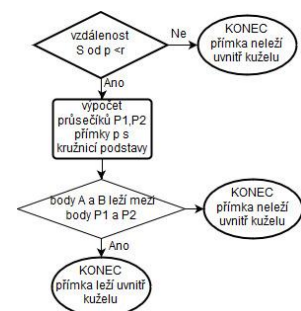 vzdálenost
S od p <r
Ne
KONEC
přímka neleží
uvnitř kuželu
Ano
výpočet
průsečíků P1,P2
přímky p s
kružnicí podstavy
body A a B leží mezi
body P1 a P2
KONEC
přímka neleží
uvnitř kuželu
Ano
KONEC
přímka leží uvnitř
kuželu